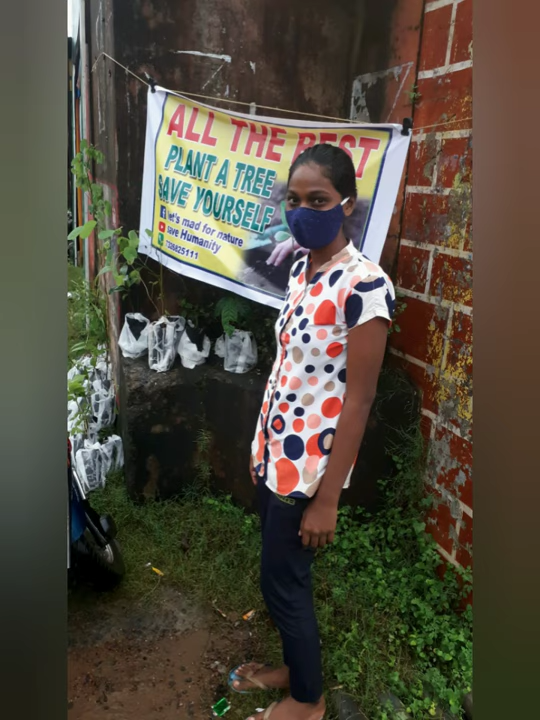 ALL THE BEST
PLANT A TREE
SAVE YOURSELF
let's mad for nature
save Humanity